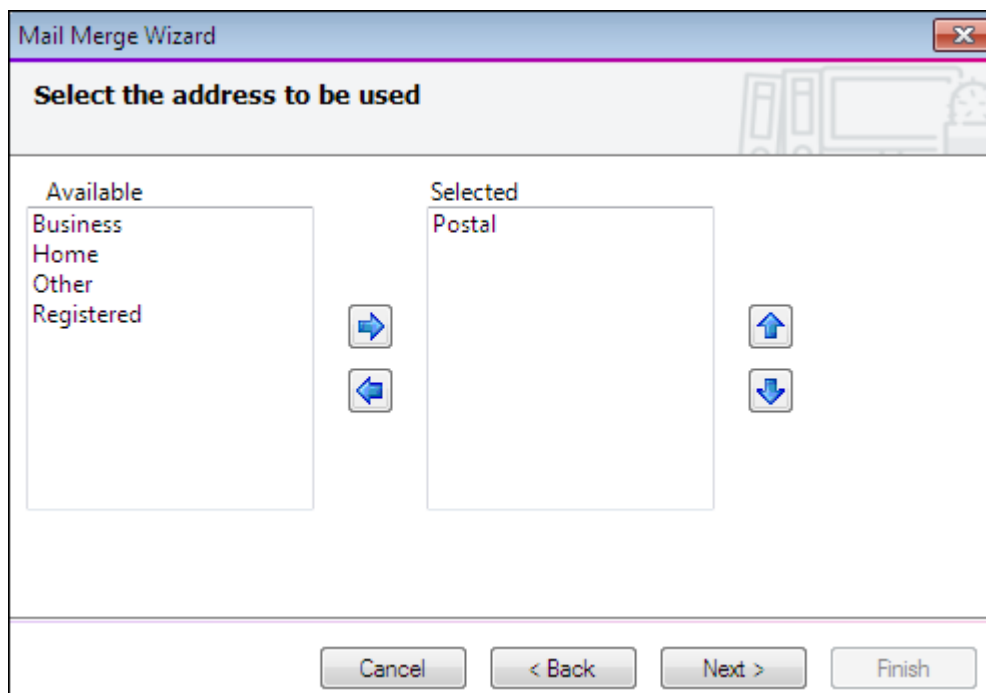 Mail Merge Wizard
Select the address to be used
Available
Selected
Business
Home
Other
Registered
Postal
Cancel
< Back
Next >
Finish